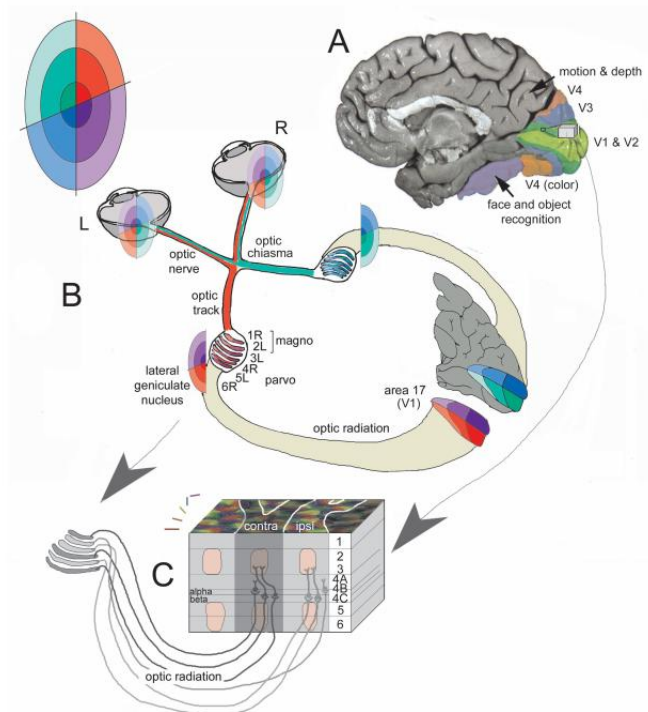 A
motion & depth
V4
V3
V1 & V2
V4 (color)
face and object
recognition
R
L
optic
nerve
optic
chiasma
B
optic
track
1R
2L
3L
4R
5L
6R
magno
parvo
lateral
geniculate
nucleus
area 17
(V1)
optic radiation
C
contra
ipsl
1
2
3
4A
4B
4C
5
6
alpha
beta
optic radiation